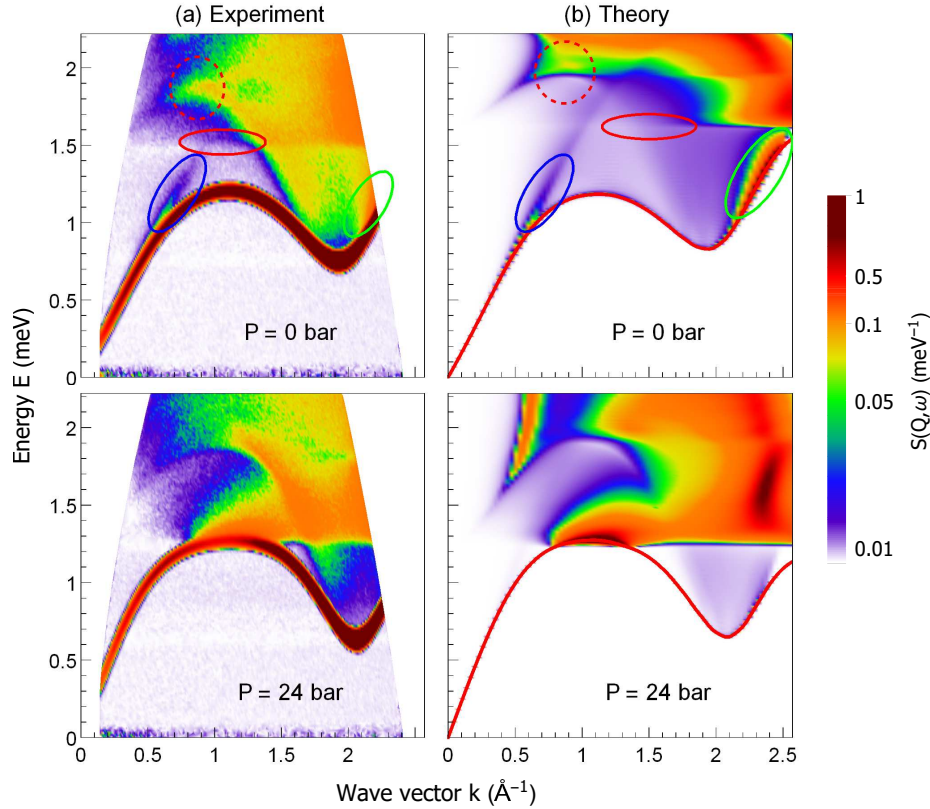 (a) Experiment
(b) Theory
2
1.5
1
0.5
0
P = 0 bar
P = 0 bar
1
0.5
0.1
0.05
0.01
S(Q,ω) (meV⁻¹)
Energy E (meV)
2
1.5
1
0.5
0
P = 24 bar
P = 24 bar
0 0.5 1 1.5 2
0 0.5 1 1.5 2 2.5
Wave vector k (Å⁻¹)